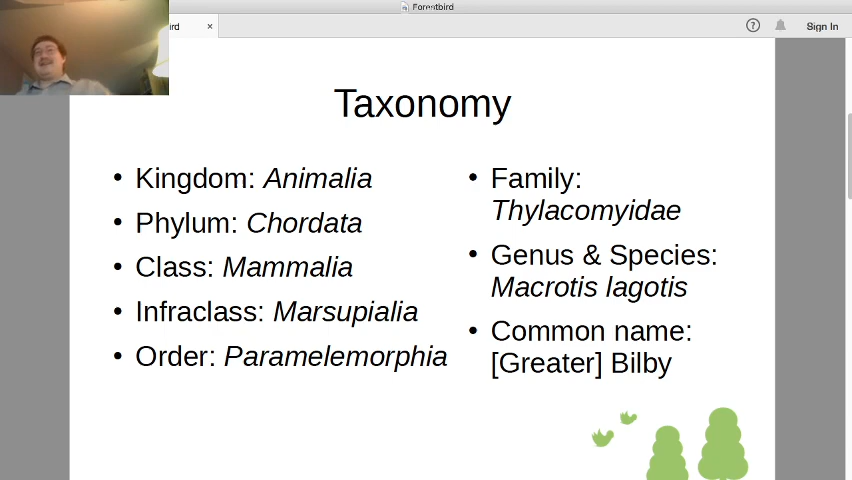 Forestbird
ird
×
?
Sign In
Taxonomy
• Kingdom: Animalia
• Phylum: Chordata
• Class: Mammalia
• Infraclass: Marsupialia
• Order: Paramelemorphia
• Family:
Thylacomyidae
• Genus & Species:
Macrotis lagotis
• Common name:
[Greater] Bilby